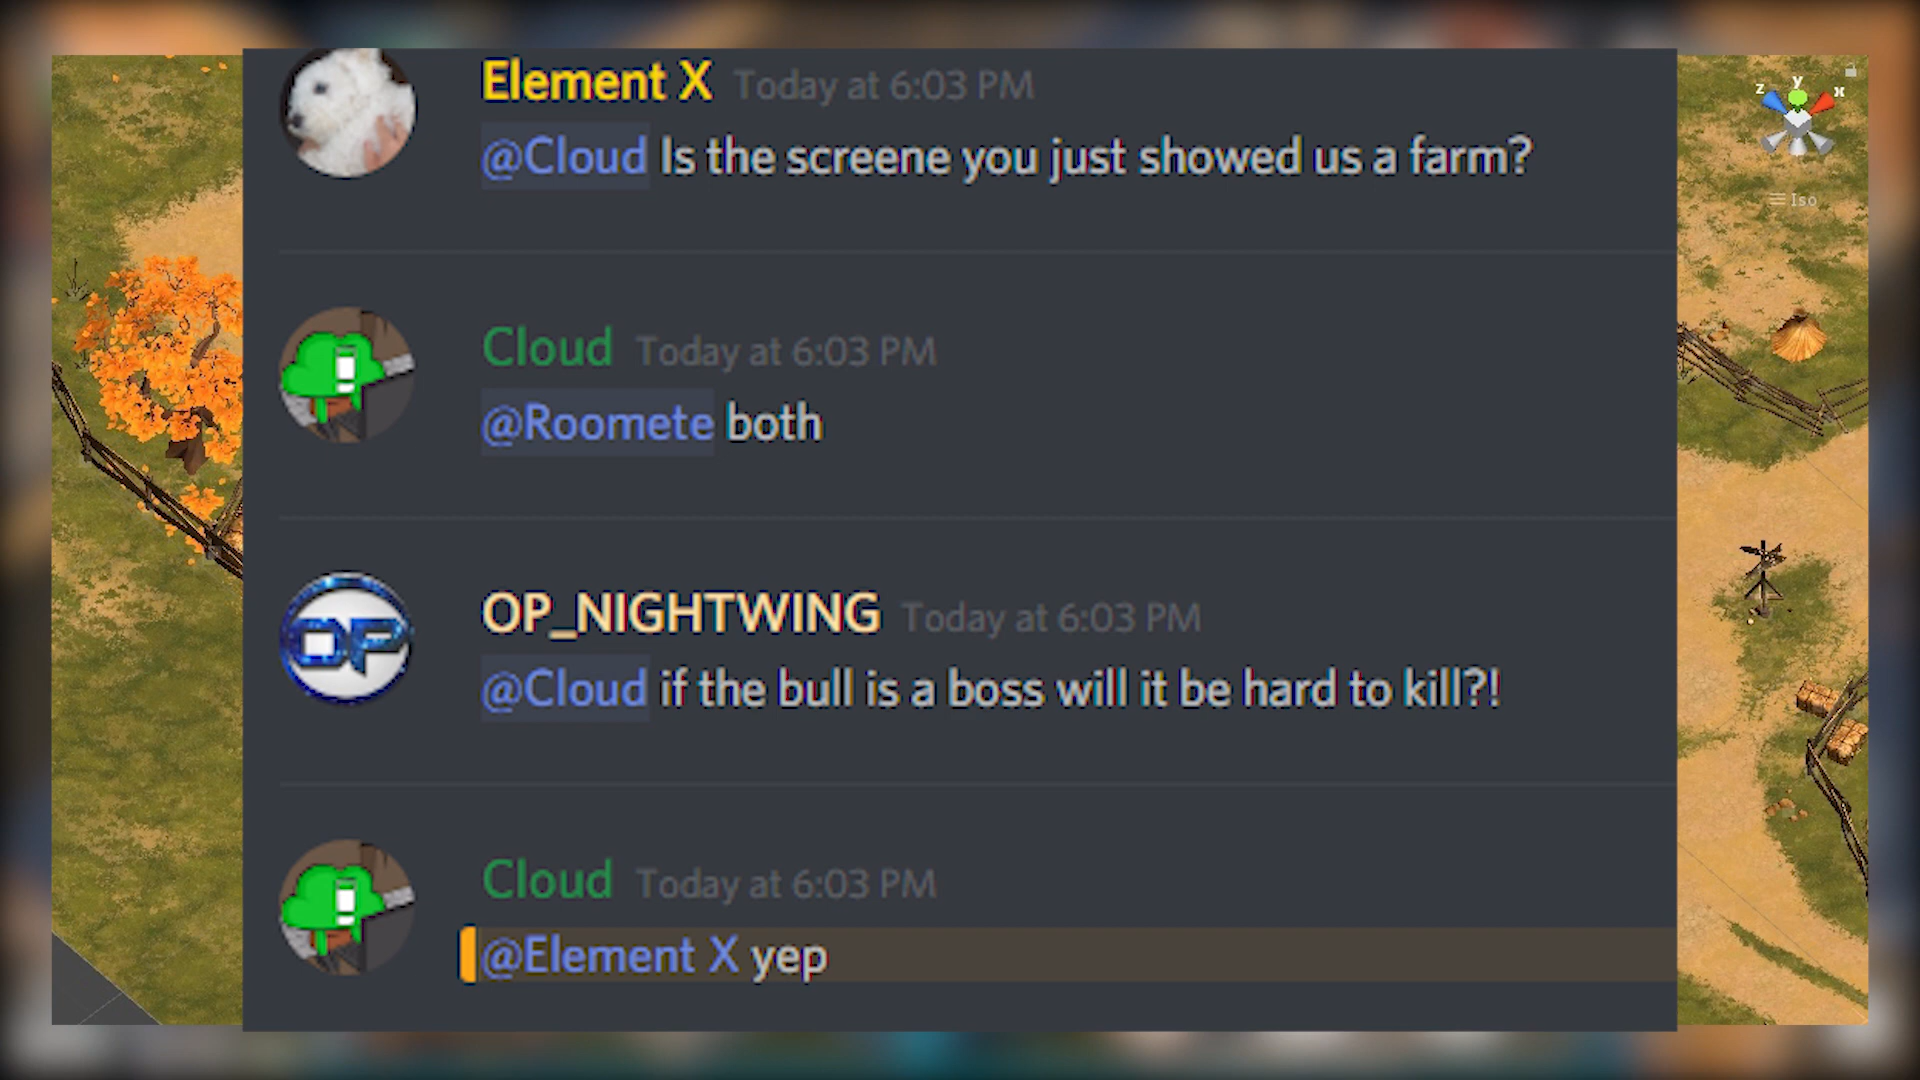 Element X Today at 6:03 PM
@Cloud Is the screene you just showed us a farm?
Cloud Today at 6:03 PM
@Roomete both
OP
OP_NIGHTWING Today at 6:03 PM
@Cloud if the bull is a boss will it be hard to kill?!
Cloud Today at 6:03 PM
@Element X yep
z y x
Iso